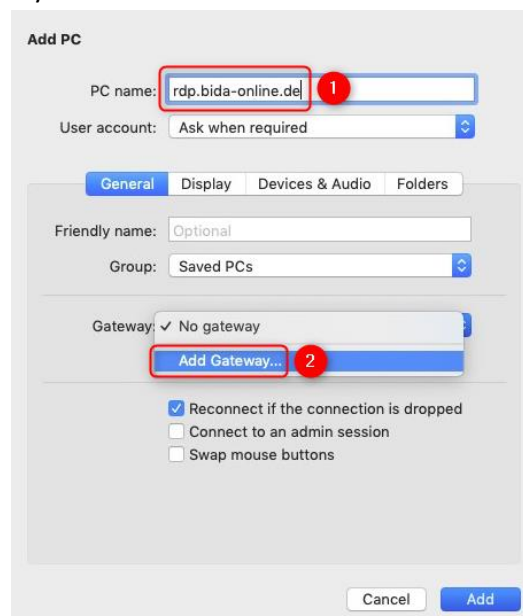 Add PC
PC name: rdp.bida-online.de 1
User account: Ask when required
General Display Devices & Audio Folders
Friendly name: Optional
Group: Saved PCs
Gateway: ✓ No gateway
Add Gateway... 2
Reconnect if the connection is dropped
Connect to an admin session
Swap mouse buttons
Cancel Add